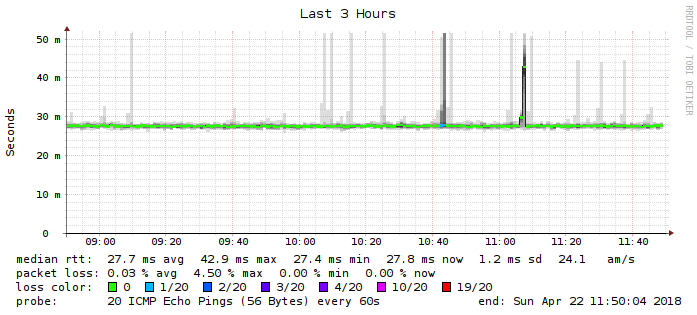 Last 3 Hours
RRDTOOL / TOBI OETIKER
Seconds
50 m
40 m
30 m
20 m
10 m
0
09:00 09:20 09:40 10:00 10:20 10:40 11:00 11:20 11:40
median rtt: 27.7 ms avg 42.9 ms max 27.4 ms min 27.8 ms now 1.2 ms sd 24.1 am/s
packet loss: 0.03 % avg 4.50 % max 0.00 % min 0.00 % now
loss color: 0 1/20 2/20 3/20 4/20 10/20 19/20
probe: 20 ICMP Echo Pings (56 Bytes) every 60s end: Sun Apr 22 11:50:04 2018